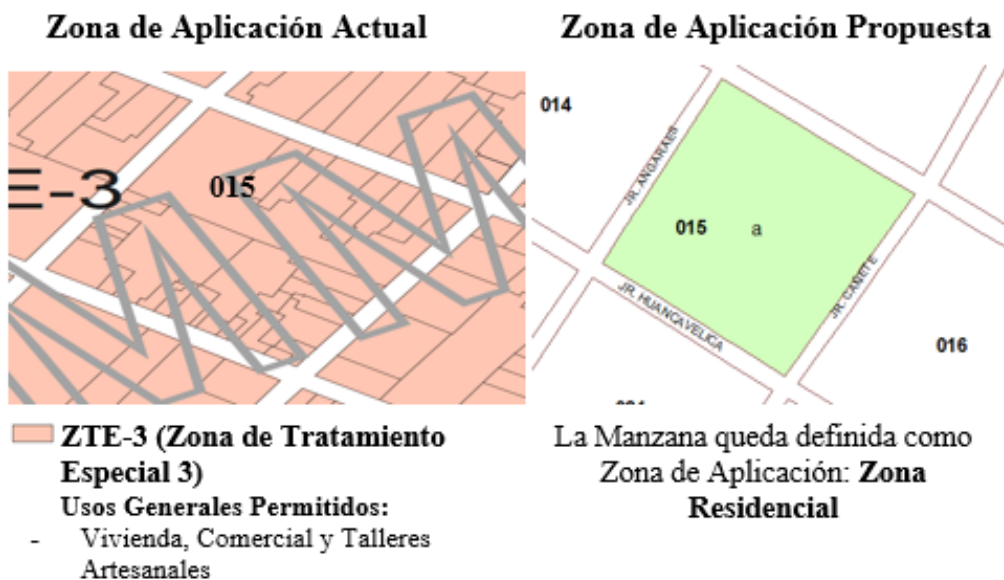 Zona de Aplicación Actual
Zona de Aplicación Propuesta
E-3
015
014
JR. ANGARAES
015
a
JR. HUANCAVELICA
JR. CAÑETE
016
ZTE-3 (Zona de Tratamiento
Especial 3)
Usos Generales Permitidos:
- Vivienda, Comercial y Talleres
Artesanales
La Manzana queda definida como
Zona de Aplicación: Zona
Residencial